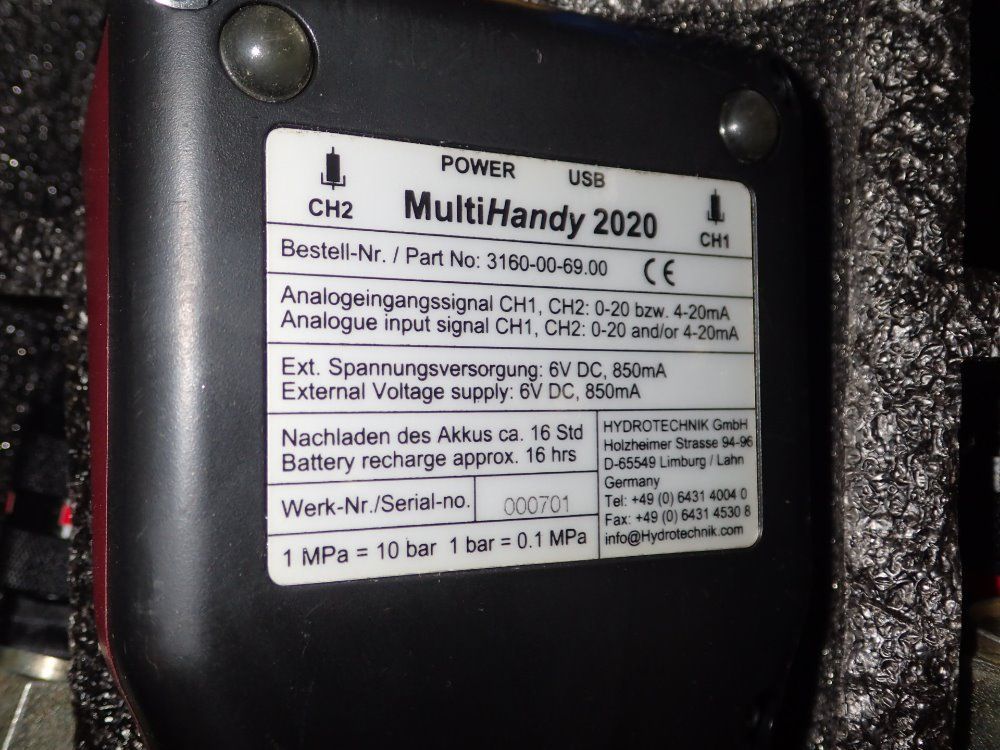 POWER USB
CH2 MultiHandy 2020 CH1
Bestell-Nr. / Part No: 3160-00-69.00 CE
Analogeingangssignal CH1, CH2: 0-20 bzw. 4-20mA
Analogue input signal CH1, CH2: 0-20 and/or 4-20mA
Ext. Spannungsversorgung: 6V DC, 850mA
External Voltage supply: 6V DC, 850mA
Nachladen des Akkus ca. 16 Std
Battery recharge approx. 16 hrs
Werk-Nr./Serial-no. 000701
1 MPa = 10 bar 1 bar = 0.1 MPa
HYDROTECHNIK GmbH
Holzheimer Strasse 94-96
D-65549 Limburg / Lahn
Germany
Tel: +49 (0) 6431 4004 0
Fax: +49 (0) 6431 4530 8
info@Hydrotechnik.com